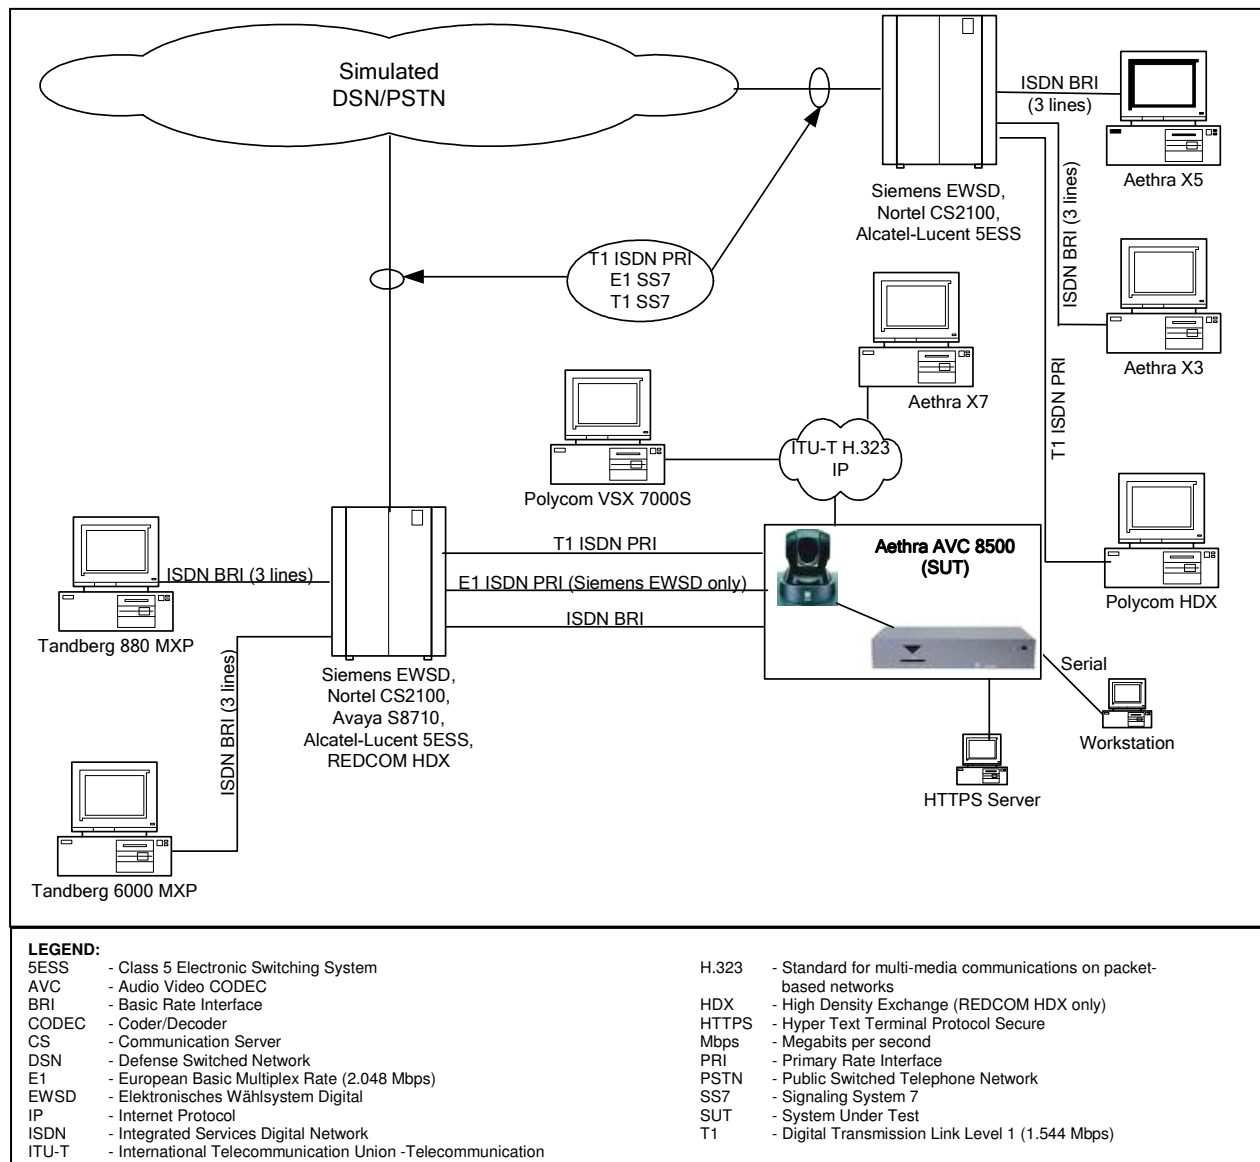 Simulated
DSN/PSTN
ISDN BRI
(3 lines)
Aethra X5
Siemens EWSD,
Nortel CS2100,
Alcatel-Lucent 5ESS
ISDN BRI (3 lines)
T1 ISDN PRI
E1 SS7
T1 SS7
Aethra X3
Aethra X7
T1 ISDN PRI
ITU-T H.323
IP
Polycom VSX 7000S
Polycom HDX
T1 ISDN PRI
E1 ISDN PRI (Siemens EWSD only)
ISDN BRI
Aethra AVC 8500
(SUT)
ISDN BRI (3 lines)
Tandberg 880 MXP
Siemens EWSD,
Nortel CS2100,
Avaya S8710,
Alcatel-Lucent 5ESS,
REDCOM HDX
Serial
Workstation
HTTPS Server
ISDN BRI (3 lines)
Tandberg 6000 MXP
LEGEND:
5ESS - Class 5 Electronic Switching System
AVC - Audio Video CODEC
BRI - Basic Rate Interface
CODEC - Coder/Decoder
CS - Communication Server
DSN - Defense Switched Network
E1 - European Basic Multiplex Rate (2.048 Mbps)
EWSD - Elektronisches Wählsystem Digital
IP - Internet Protocol
ISDN - Integrated Services Digital Network
ITU-T - International Telecommunication Union -Telecommunication
H.323 - Standard for multi-media communications on packet-
based networks
HDX - High Density Exchange (REDCOM HDX only)
HTTPS - Hyper Text Terminal Protocol Secure
Mbps - Megabits per second
PRI - Primary Rate Interface
PSTN - Public Switched Telephone Network
SS7 - Signaling System 7
SUT - System Under Test
T1 - Digital Transmission Link Level 1 (1.544 Mbps)